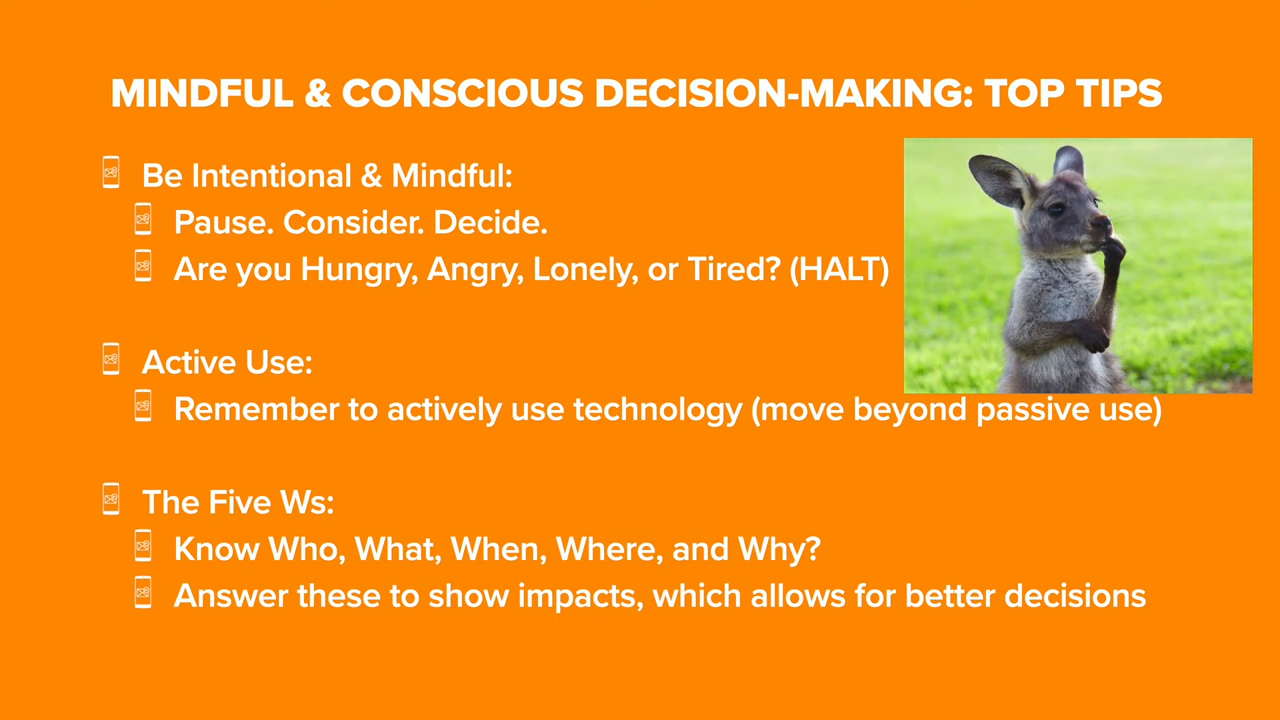 MINDFUL & CONSCIOUS DECISION-MAKING: TOP TIPS
Be Intentional & Mindful:
Pause. Consider. Decide.
Are you Hungry, Angry, Lonely, or Tired? (HALT)
Active Use:
Remember to actively use technology (move beyond passive use)
The Five Ws:
Know Who, What, When, Where, and Why?
Answer these to show impacts, which allows for better decisions